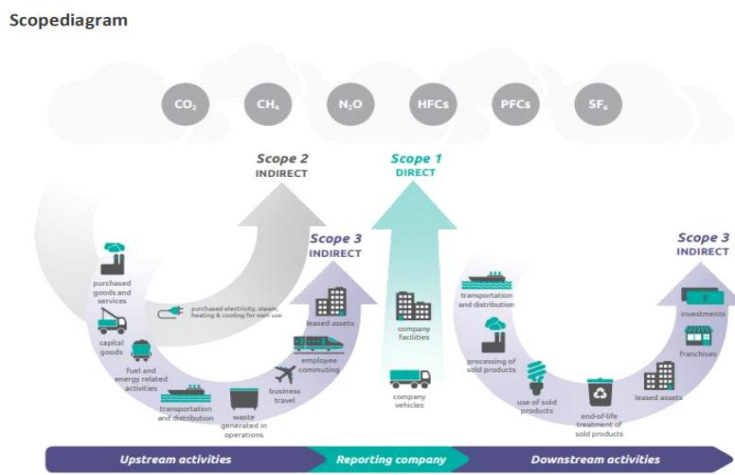 Scopediagram
CO₂
CH₄
N₂O
HFCs
PFCs
SF₆
Scope 2
INDIRECT
Scope 1
DIRECT
Scope 3
INDIRECT
Scope 3
INDIRECT
purchased
goods and
services
capital
goods
fuel and
energy related
activities
transportation
and distribution
waste
generated in
operations
business
travel
employee
commuting
leased assets
purchased electricity, steam,
heating & cooling for own use
company
facilities
company
vehicles
transportation
and distribution
processing of
sold products
use of sold
products
end-of-life
treatment of
sold products
leased assets
franchises
investments
Upstream activities
Reporting company
Downstream activities